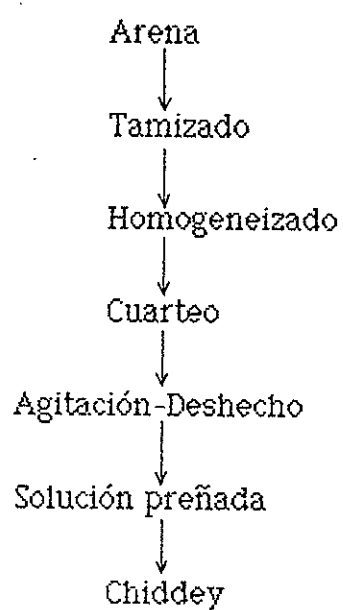 Arena
Tamizado
Homogeneizado
Cuarteo
Agitación-Deshecho
Solución preñada
Chiddey